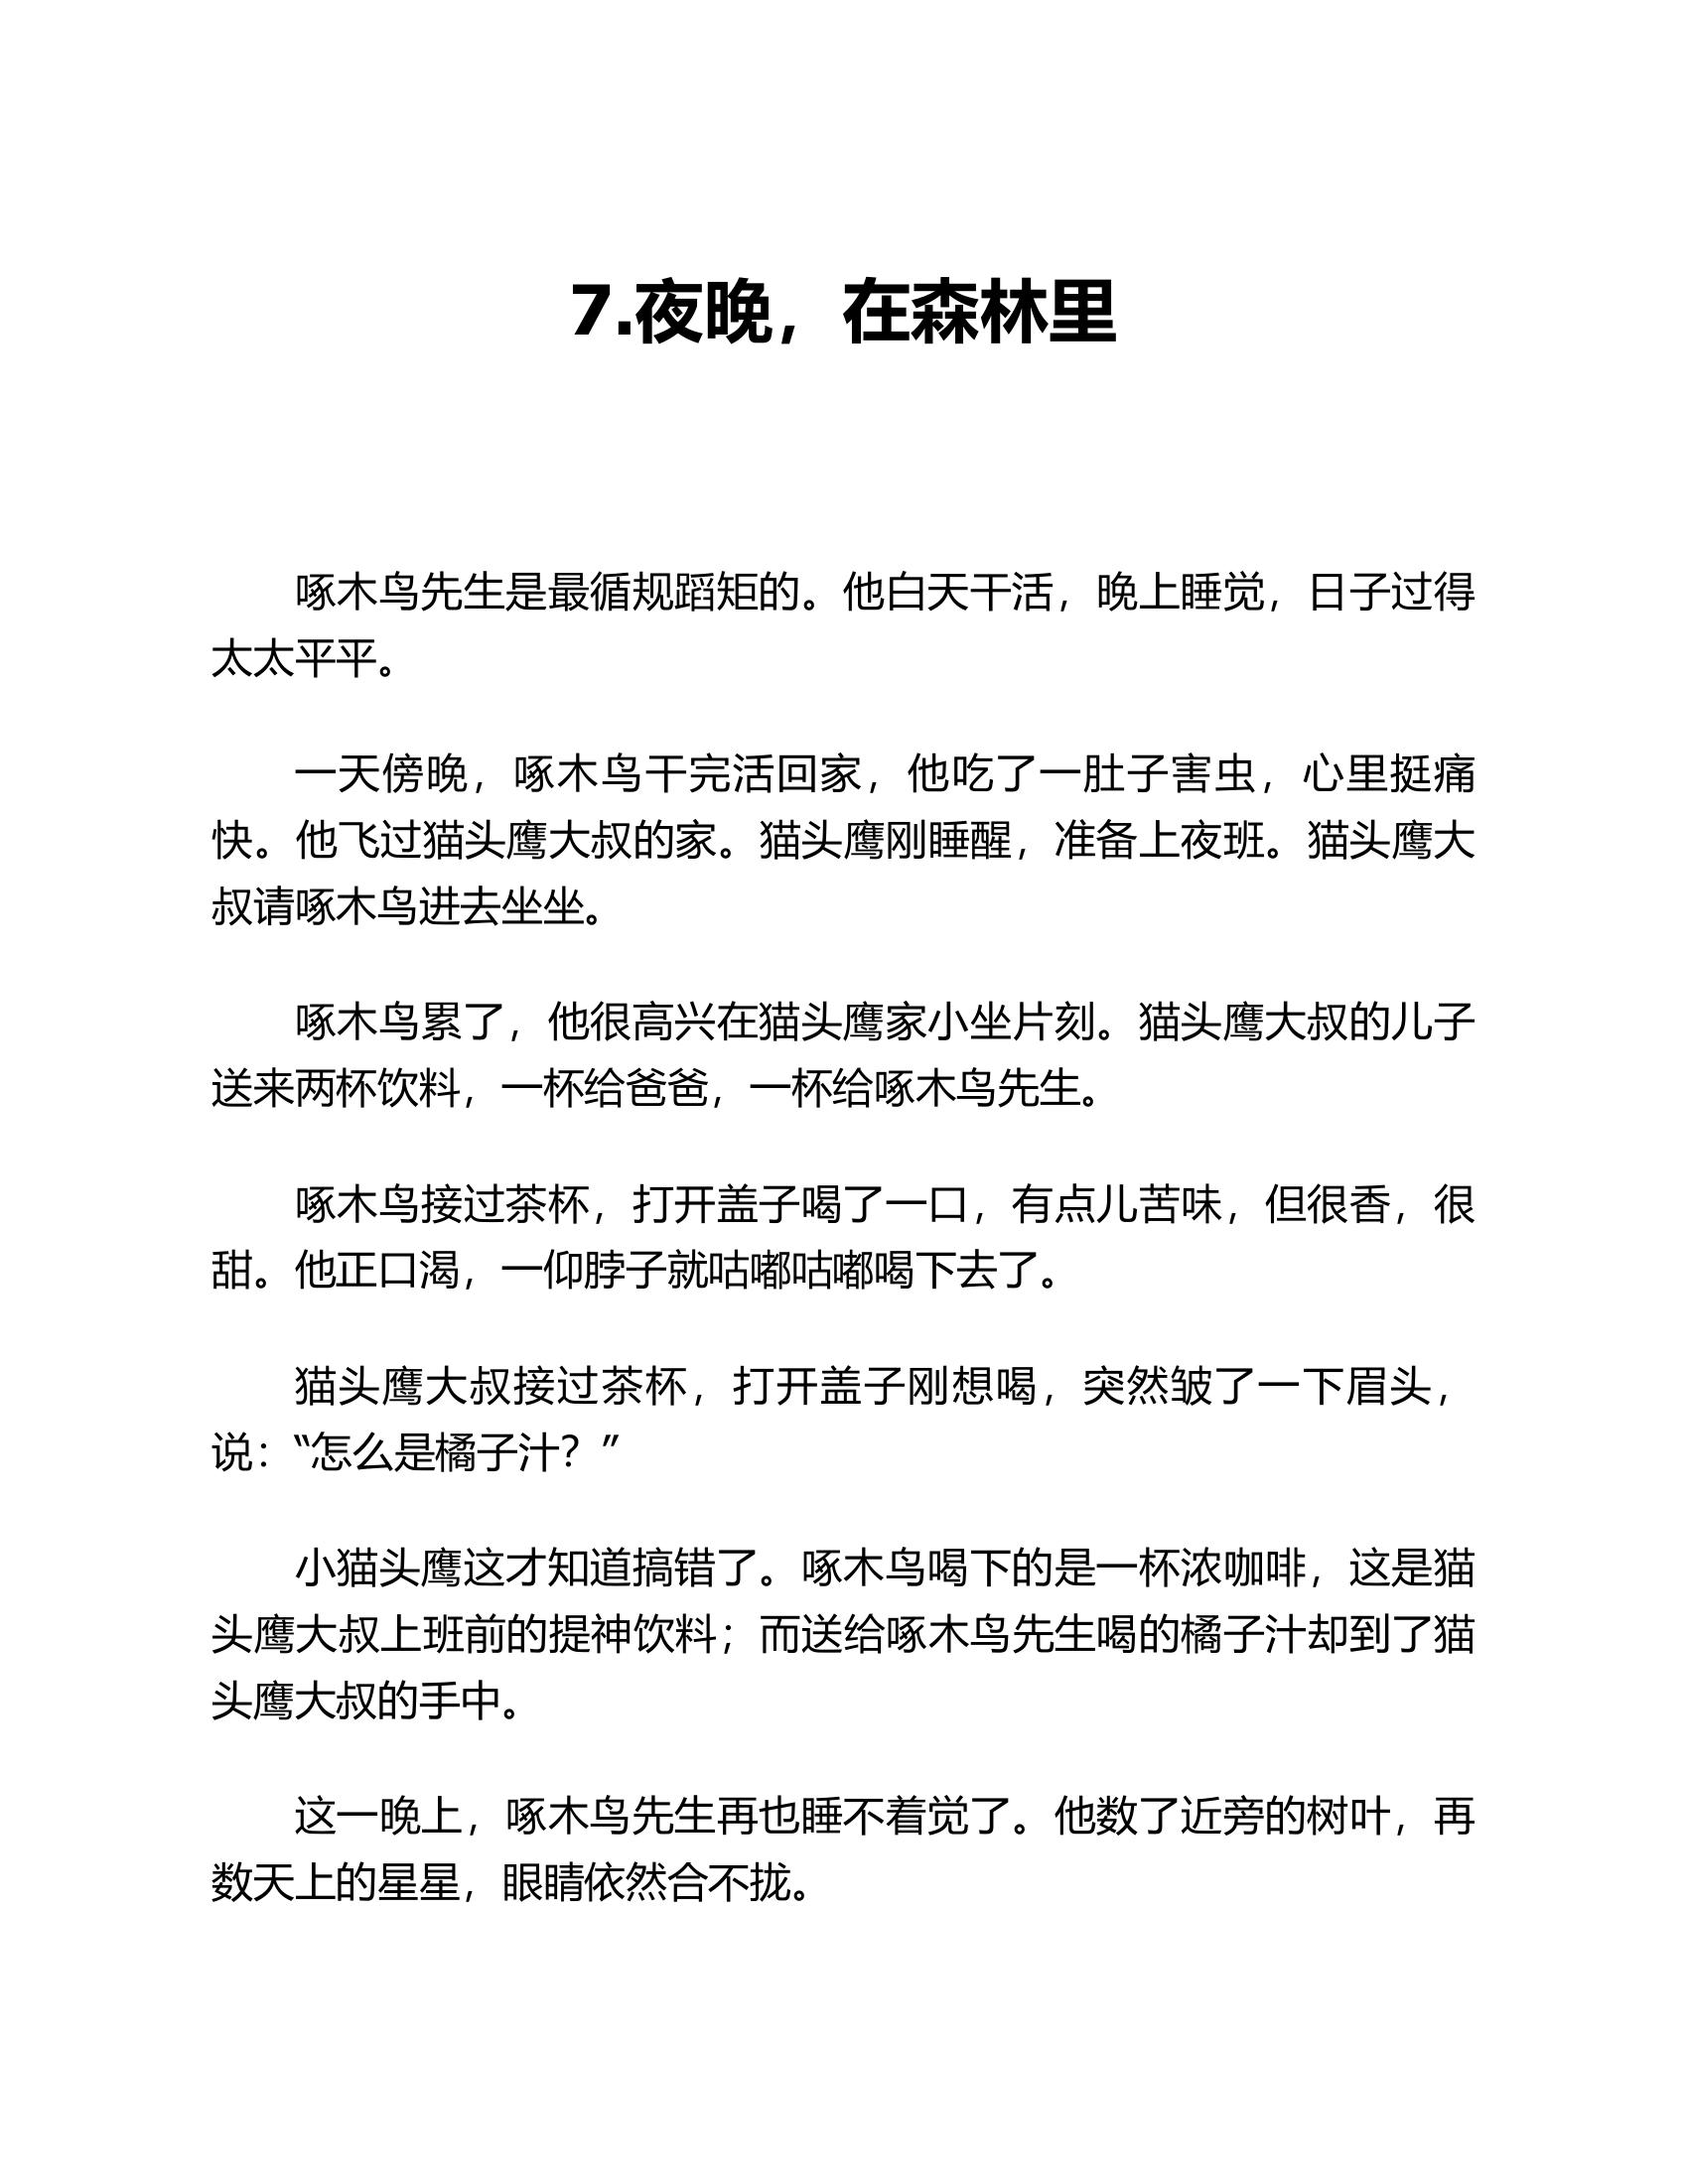 7.夜晚，在森林里
啄木鸟先生是最循规蹈矩的。他白天干活，晚上睡觉，日子过得
太太平平。
一天傍晚，啄木鸟干完活回家，他吃了一肚子害虫，心里挺痛
快。他飞过猫头鹰大叔的家。猫头鹰刚睡醒，准备上夜班。猫头鹰大
叔请啄木鸟进去坐坐。
啄木鸟累了，他很高兴在猫头鹰家小坐片刻。猫头鹰大叔的儿子
送来两杯饮料，一杯给爸爸，一杯给啄木鸟先生。
啄木鸟接过茶杯，打开盖子喝了一口，有点儿苦味，但很香，很
甜。他正口渴，一仰脖子就咕嘟咕嘟喝下去了。
猫头鹰大叔接过茶杯，打开盖子刚想喝，突然皱了一下眉头，
说：“怎么是橘子汁？”
小猫头鹰这才知道搞错了。啄木鸟喝下的是一杯浓咖啡，这是猫
头鹰大叔上班前的提神饮料；而送给啄木鸟先生喝的橘子汁却到了猫
头鹰大叔的手中。
这一晚上，啄木鸟先生再也睡不着觉了。他数了近旁的树叶，再
数天上的星星，眼睛依然合不拢。